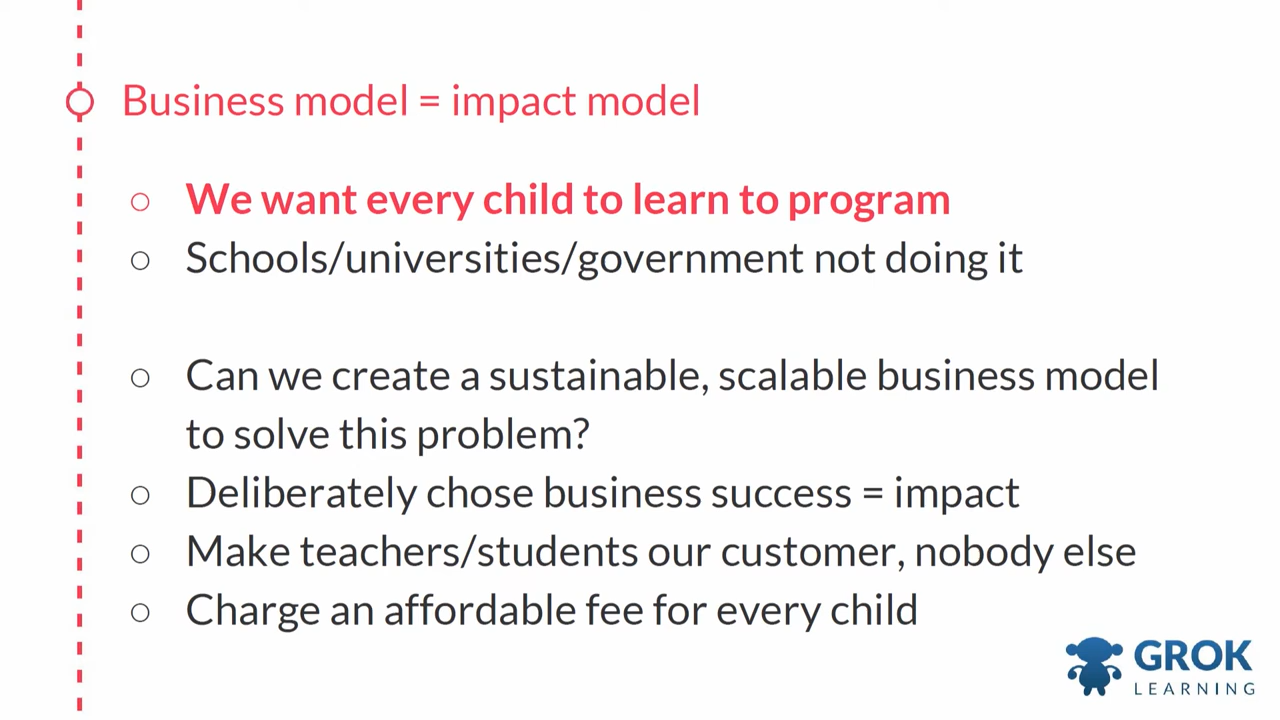 Business model = impact model
We want every child to learn to program
Schools/universities/government not doing it
Can we create a sustainable, scalable business model
to solve this problem?
Deliberately chose business success = impact
Make teachers/students our customer, nobody else
Charge an affordable fee for every child
GROK
LEARNING